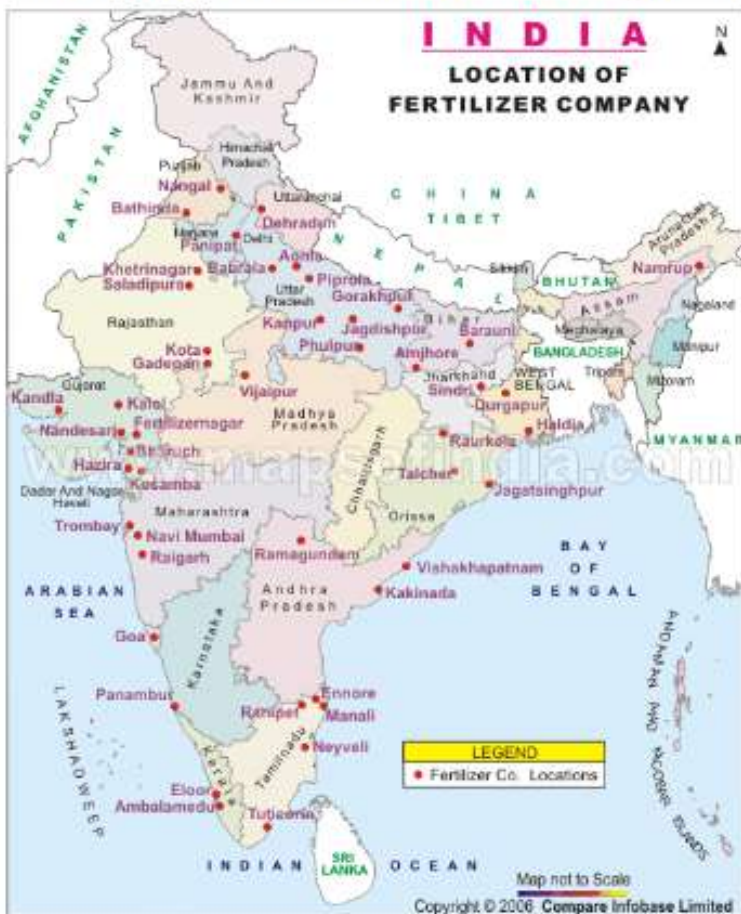 INDIA
N
LOCATION OF
FERTILIZER COMPANY
AFGHANISTAN
PAKISTAN
CHINA
TIBET
NEPAL
BHUTAN
BANGLADESH
MYANMAR
Jammu And
Kashmir
Himachal
Pradesh
Punjab
Nangal
Bathinda
Uttaranchal
Dehradun
Haryana
Panipat
Delhi
Aonla
Babrala
Piprola
Khetrinagar
Saladipura
Uttar
Pradesh
Gorakhpur
Rajasthan
Kanpur
Jagdishpur
Phulpur
Bihar
Barauni
Amjhore
Sikkim
Arunachal
Pradesh
Namrup
Assam
Nagaland
Meghalaya
Manipur
Tripura
Mizoram
Kota
Gadepan
Vijaipur
Jharkhand
Sindri
WEST
BENGAL
Durgapur
Haldia
Gujarat
Kandla
Kalol
Nandesari
Fertilizernagar
Bharuch
Hazira
Kosamba
Madhya
Pradesh
Chhattisgarh
Raurkela
Talcher
Jagatsinghpur
Orissa
www.mapsofindia.com
Dadar And Nagar
Haveli
Maharashtra
Trombay
Navi Mumbai
Raigarh
Ramagundam
Vishakhapatnam
Kakinada
Andhra
Pradesh
ARABIAN
SEA
BAY
OF
BENGAL
Goa
Karnataka
Panambur
Ennore
Manali
Neyveli
Tamilnadu
Kerala
Eloor
Ambalamedu
LAKSHADWEEP
ANDAMAN AND NICOBAR ISLANDS
LEGEND
Fertilizer Co. Locations
SRI
LANKA
INDIAN OCEAN
Map not to Scale
Copyright © 2006 Compare Infobase Limited